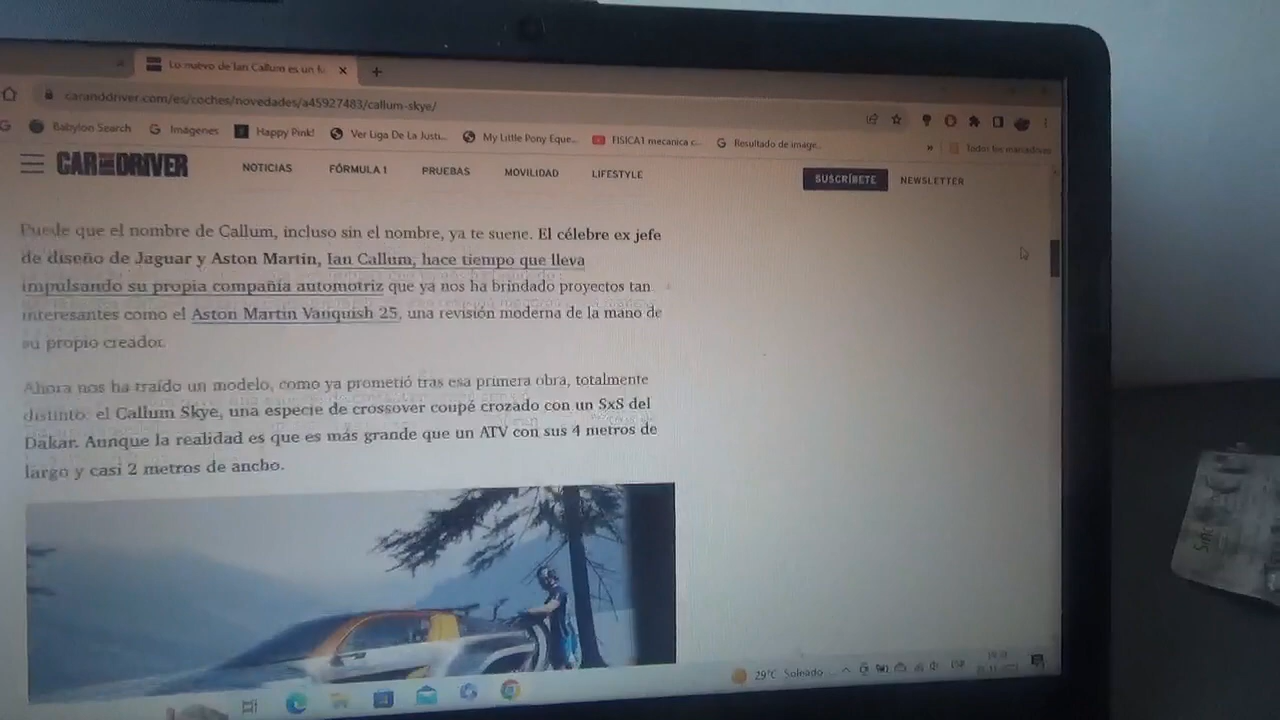 Lo nuevo de Ian Callum es un
caranddriver.com/es/coches/novedades/a45927483/callum-skye/
Babylon Search
Imágenes
Happy Pink!
Ver Liga De La Justi...
My Little Pony Eque...
FISICA1 mecanica c...
Resultado de image...
»
Todos los marcadores
CAR AND DRIVER
NOTICIAS
FÓRMULA 1
PRUEBAS
MOVILIDAD
LIFESTYLE
SUSCRÍBETE
NEWSLETTER
Puede que el nombre de Callum, incluso sin el nombre, ya te suene. El célebre ex jefe
de diseño de Jaguar y Aston Martin, Ian Callum, hace tiempo que lleva
impulsando su propia compañía automotriz que ya nos ha brindado proyectos tan
interesantes como el Aston Martin Vanquish 25, una revisión moderna de la mano de
su propio creador.
Ahora nos ha traído un modelo, como ya prometió tras esa primera obra, totalmente
distinto: el Callum Skye, una especie de crossover coupé crozado con un SxS del
Dakar. Aunque la realidad es que es más grande que un ATV con sus 4 metros de
largo y casi 2 metros de ancho.
29°C Soleado
ESP